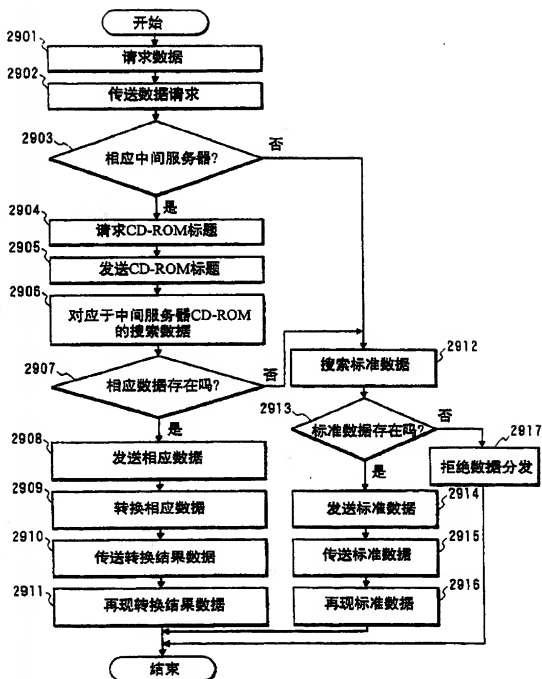 开始
2901
请求数据
2902
传送数据请求
2903
相应中间服务器?
否
是
2904
请求CD-ROM标题
2905
发送CD-ROM标题
2906
对应于中间服务器CD-ROM
的搜索数据
2907
相应数据存在吗?
否
是
2912
搜索标准数据
2913
标准数据存在吗?
否
是
2917
拒绝数据分发
2908
发送相应数据
2914
发送标准数据
2909
转换相应数据
2915
传送标准数据
2910
传送转换结果数据
2916
再现标准数据
2911
再现转换结果数据
结束